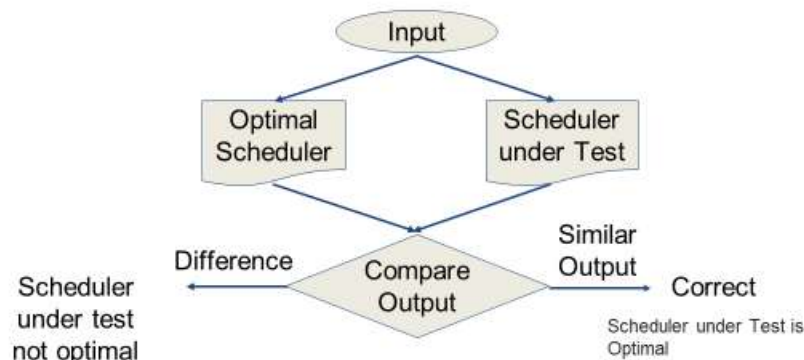 Input
Optimal
Scheduler
Scheduler
under Test
Difference
Compare
Output
Similar
Output
Scheduler
under test
not optimal
Correct
Scheduler under Test is
Optimal